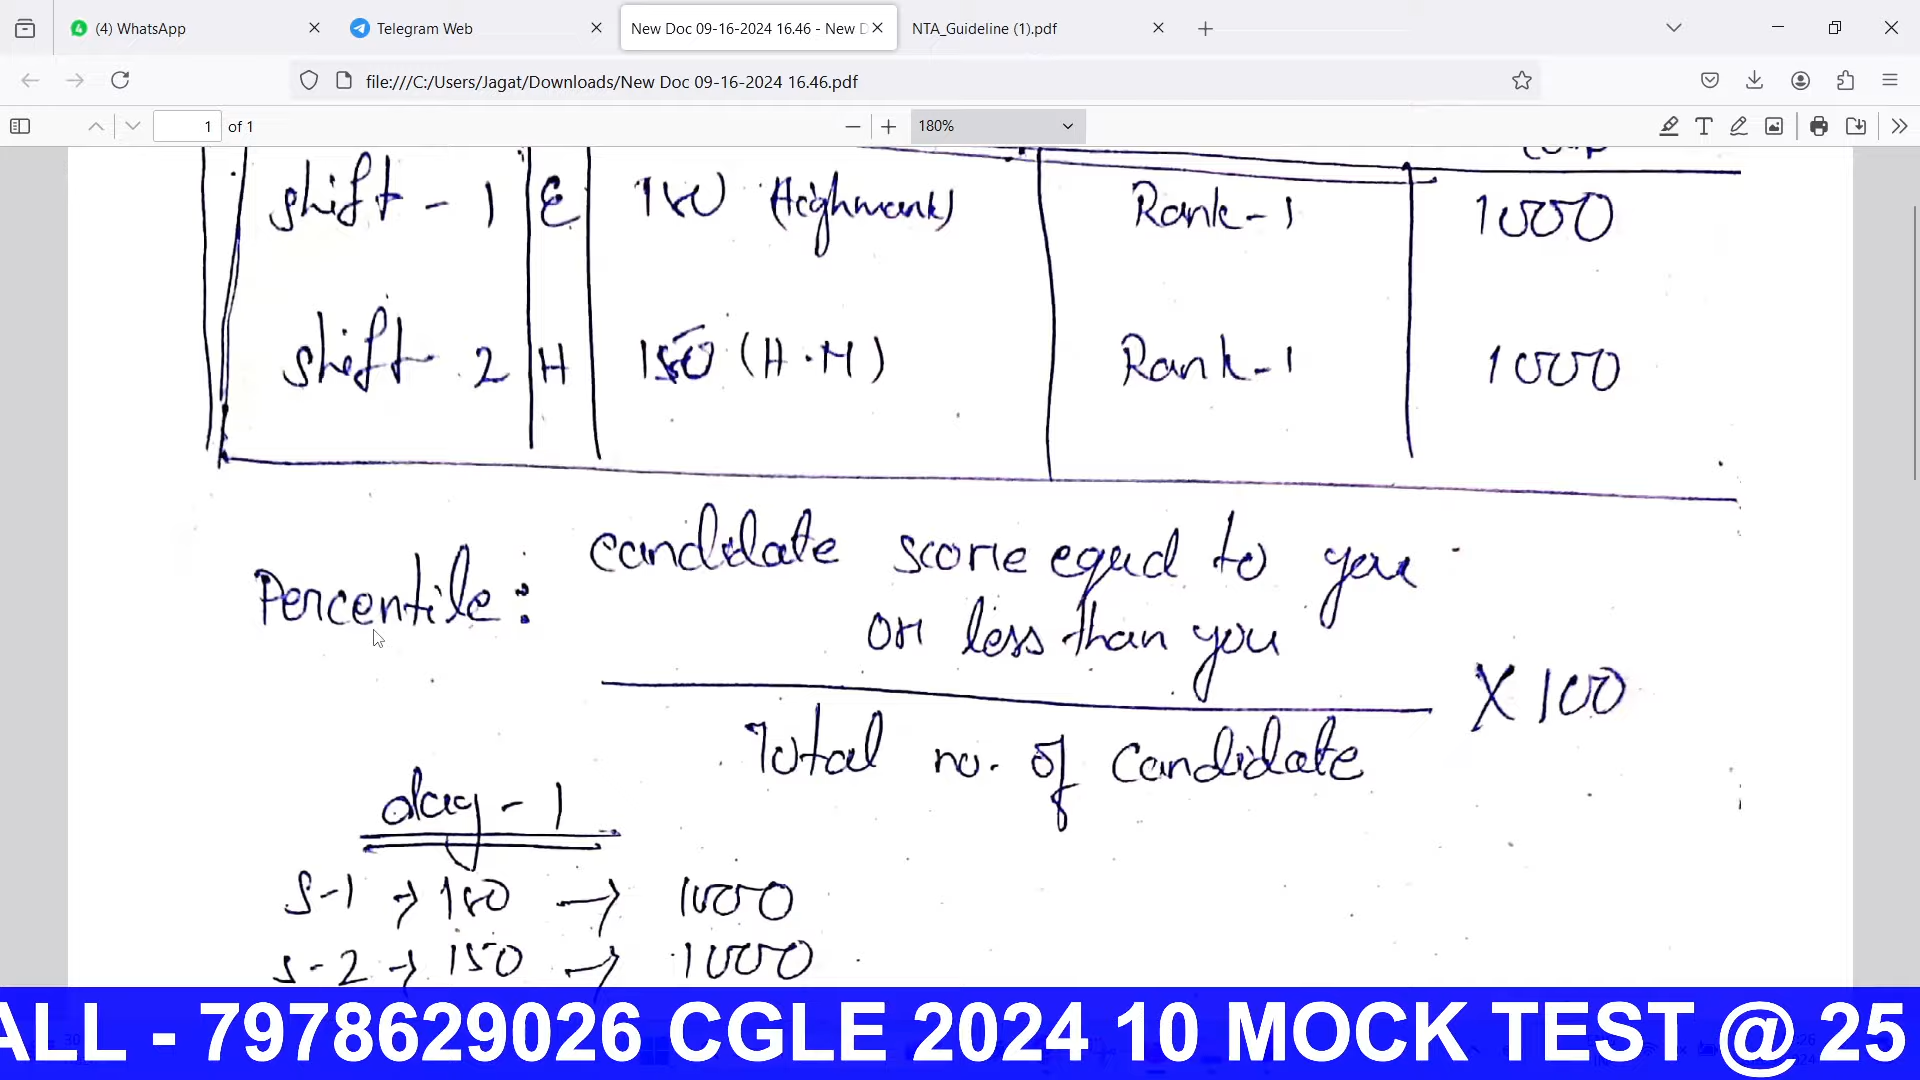 (4) WhatsApp
Telegram Web
New Doc 09-16-2024 16.46 - New D
NTA_Guideline (1).pdf
file:///C:/Users/Jagat/Downloads/New Doc 09-16-2024 16.46.pdf
1 of 1
180%
shift - 1 E 180 (Highmark) Rank-1 1000
shift - 2 H 150 (H.M) Rank-1 1000
Percentile:
candidate score equal to you
or less than you
X 100
Total no. of candidate
day - 1
S-1 → 180 → 1000
S-2 → 150 → 1000
ALL - 7978629026 CGLE 2024 10 MOCK TEST @ 25